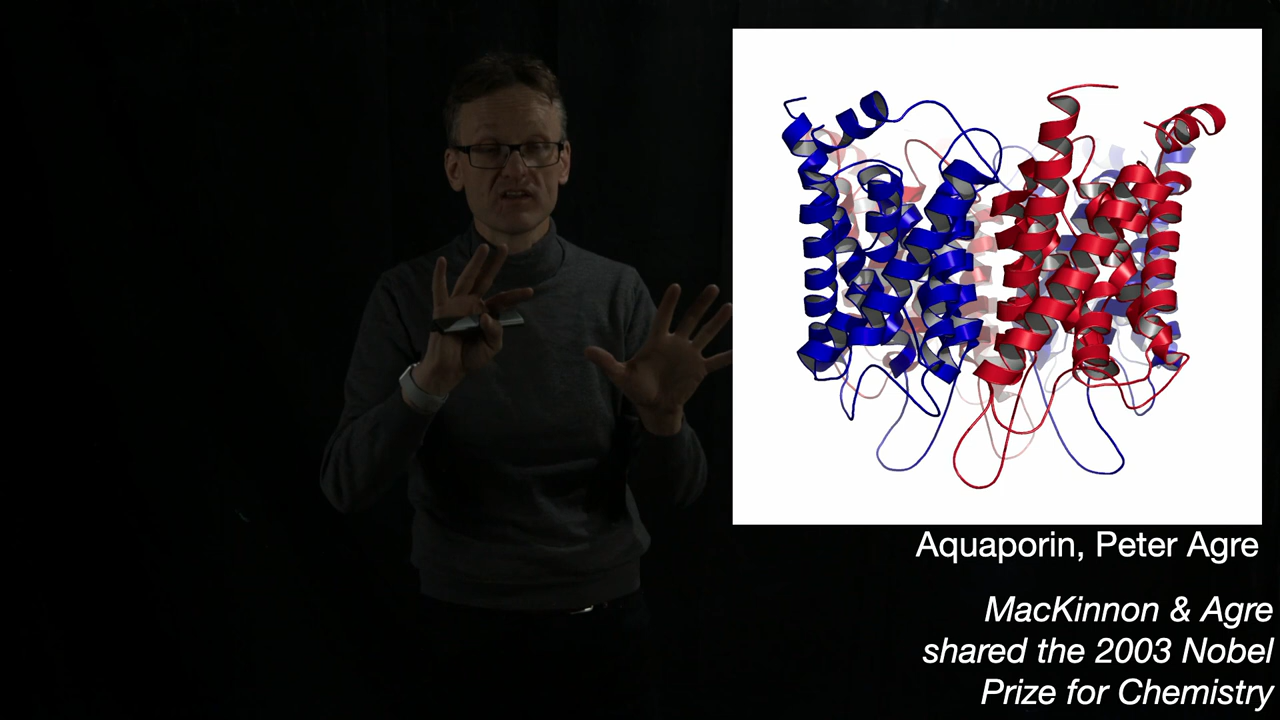 Aquaporin, Peter Agre
MacKinnon & Agre
shared the 2003 Nobel
Prize for Chemistry